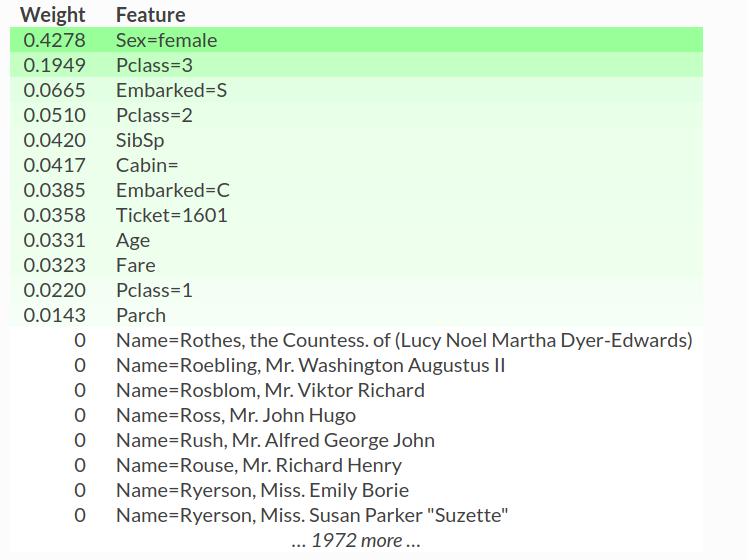 Weight Feature
0.4278 Sex=female
0.1949 Pclass=3
0.0665 Embarked=S
0.0510 Pclass=2
0.0420 SibSp
0.0417 Cabin=
0.0385 Embarked=C
0.0358 Ticket=1601
0.0331 Age
0.0323 Fare
0.0220 Pclass=1
0.0143 Parch
0 Name=Rothes, the Countess. of (Lucy Noel Martha Dyer-Edwards)
0 Name=Roebling, Mr. Washington Augustus II
0 Name=Rosblom, Mr. Viktor Richard
0 Name=Ross, Mr. John Hugo
0 Name=Rush, Mr. Alfred George John
0 Name=Rouse, Mr. Richard Henry
0 Name=Ryerson, Miss. Emily Borie
0 Name=Ryerson, Miss. Susan Parker "Suzette"
… 1972 more …